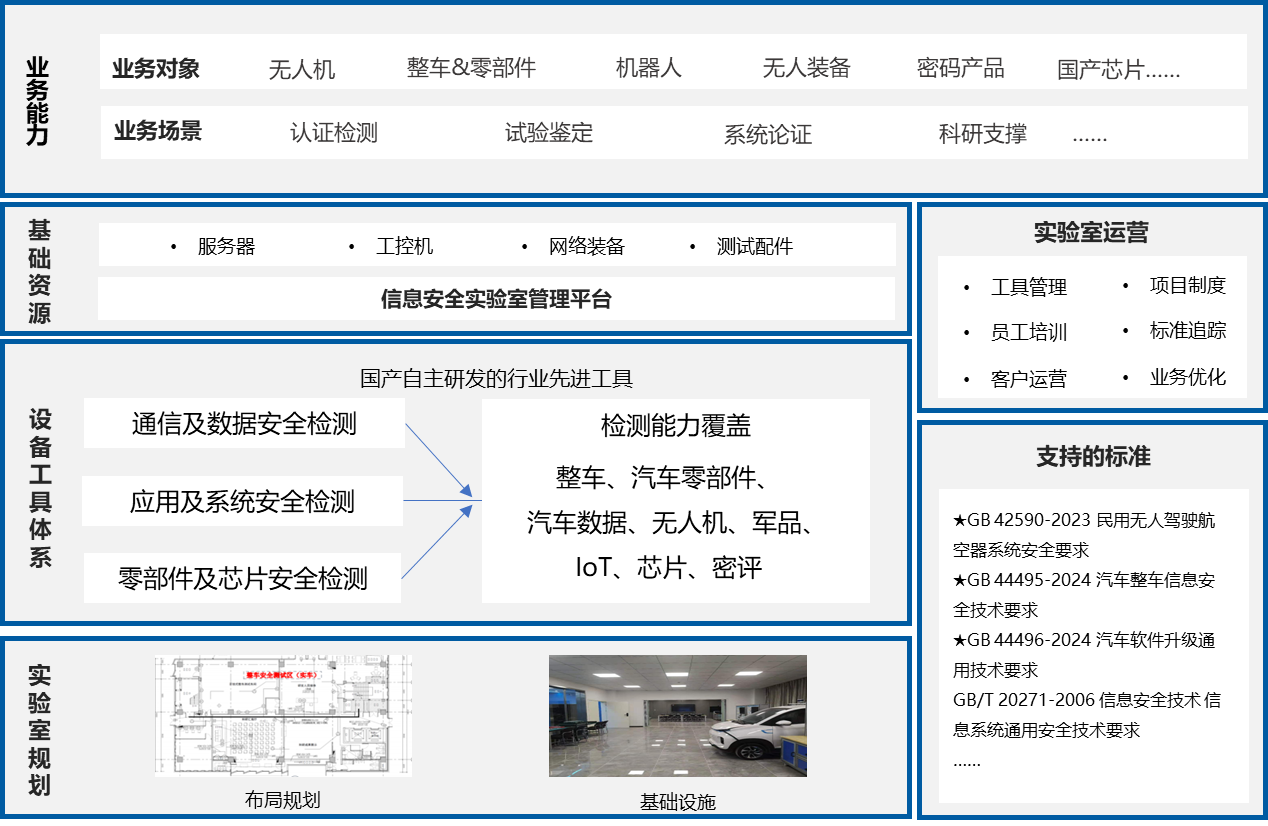 业务能力
业务对象 无人机 整车&零部件 机器人 无人装备 密码产品 国产芯片......
业务场景 认证检测 试验鉴定 系统论证 科研支撑 ......
基础资源
• 服务器 • 工控机 • 网络装备 • 测试配件
信息安全实验室管理平台
设备工具体系
国产自主研发的行业先进工具
通信及数据安全检测
应用及系统安全检测
零部件及芯片安全检测
检测能力覆盖
整车、汽车零部件、
汽车数据、无人机、军品、
IoT、芯片、密评
实验室规划
整车安全测试区（实车）
布局规划
基础设施
实验室运营
• 工具管理 • 项目制度
• 员工培训 • 标准追踪
• 客户运营 • 业务优化
支持的标准
★GB 42590-2023 民用无人驾驶航
空器系统安全要求
★GB 44495-2024 汽车整车信息安
全技术要求
★GB 44496-2024 汽车软件升级通
用技术要求
GB/T 20271-2006 信息安全技术 信
息系统通用安全技术要求
......